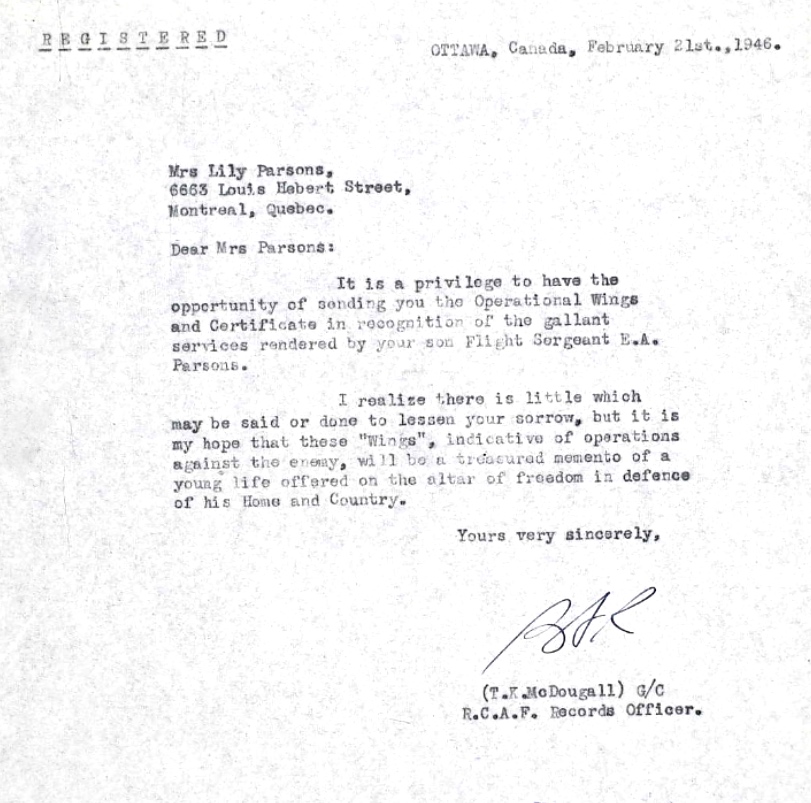 R E G I S T E R E D
OTTAWA, Canada, February 21st.,1946.
Mrs Lily Parsons,
6663 Louis Hebert Street,
Montreal, Quebec.
Dear Mrs Parsons:
It is a privilege to have the
opportunity of sending you the Operational Wings
and Certificate in recognition of the gallant
services rendered by your son Flight Sergeant E.A.
Parsons.
I realize there is little which
may be said or done to lessen your sorrow, but it is
my hope that these "Wings", indicative of operations
against the enemy, will be a treasured memento of a
young life offered on the altar of freedom in defence
of his Home and Country.
Yours very sincerely,
(T.K.McDougall) G/C
R.C.A.F. Records Officer.